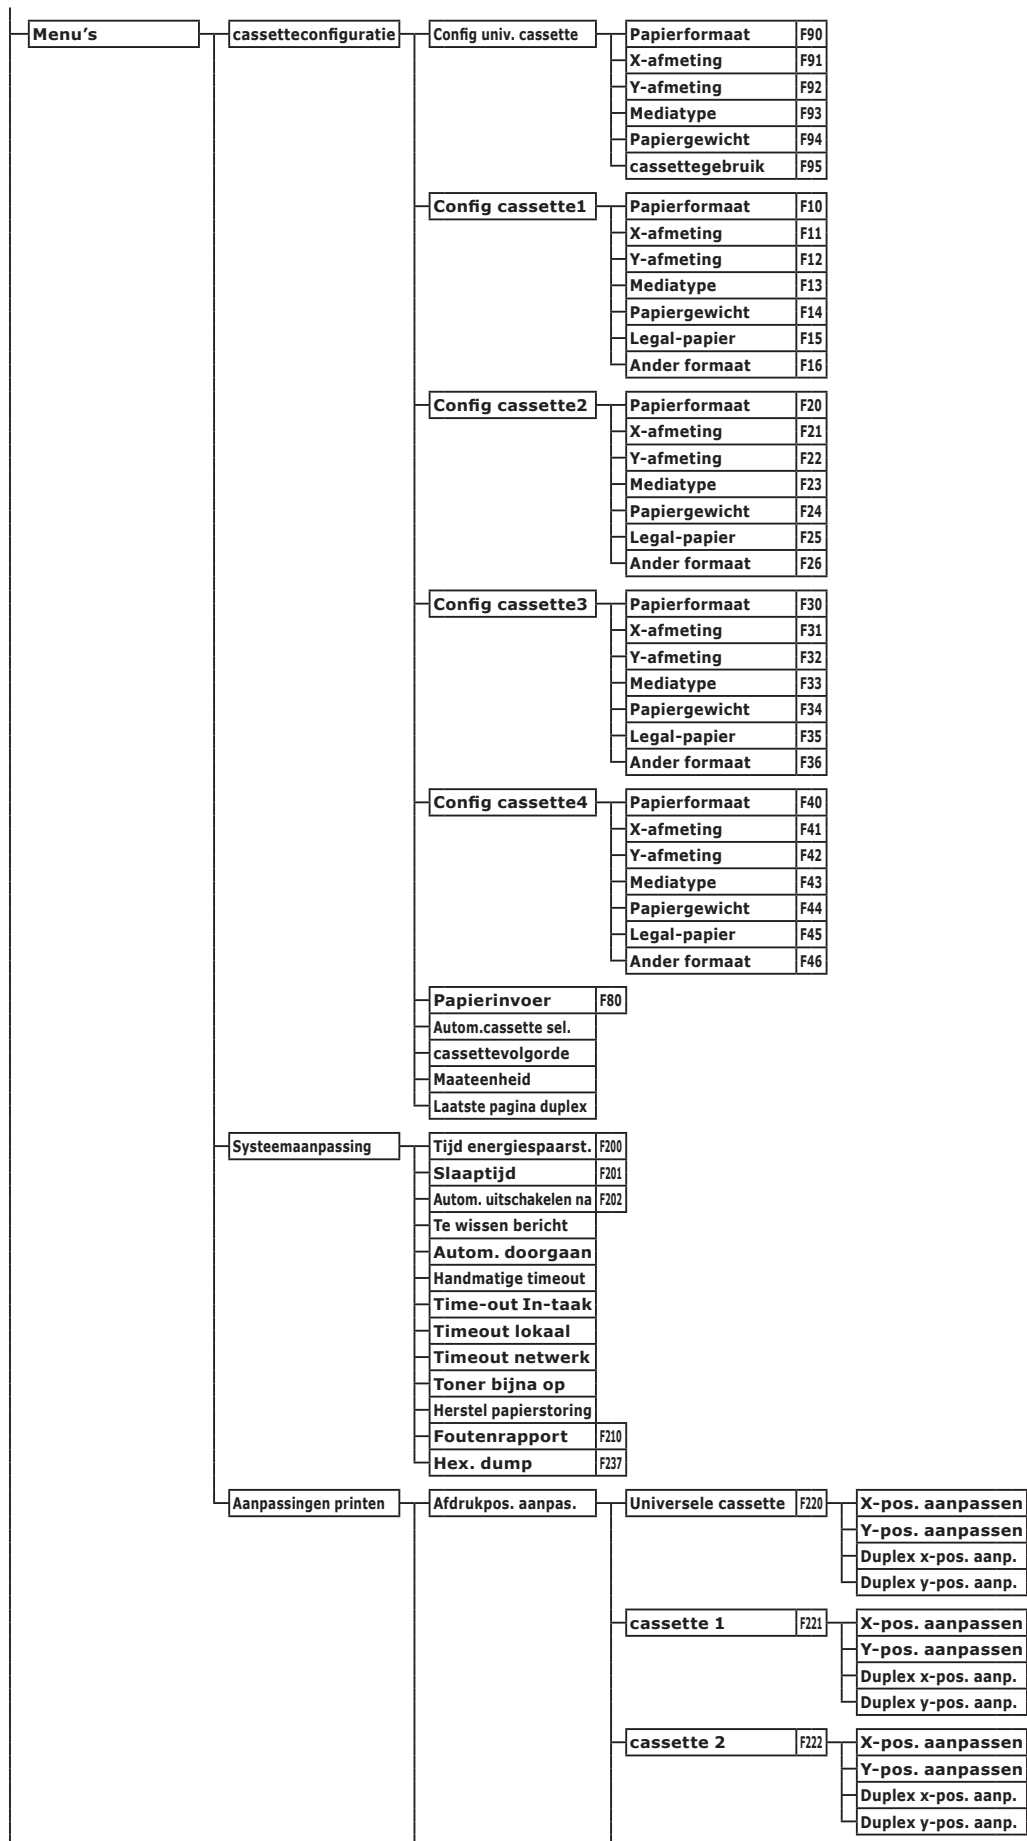 Menu’s cassetteconfiguratie Config univ. cassette Papierformaat F90
X-afmeting F91
Y-afmeting F92
Mediatype F93
Papiergewicht F94
cassettegebruik F95
Config cassette1 Papierformaat F10
X-afmeting F11
Y-afmeting F12
Mediatype F13
Papiergewicht F14
Legal-papier F15
Ander formaat F16
Config cassette2 Papierformaat F20
X-afmeting F21
Y-afmeting F22
Mediatype F23
Papiergewicht F24
Legal-papier F25
Ander formaat F26
Config cassette3 Papierformaat F30
X-afmeting F31
Y-afmeting F32
Mediatype F33
Papiergewicht F34
Legal-papier F35
Ander formaat F36
Config cassette4 Papierformaat F40
X-afmeting F41
Y-afmeting F42
Mediatype F43
Papiergewicht F44
Legal-papier F45
Ander formaat F46
Papierinvoer F80
Autom.cassette sel.
cassettevolgorde
Maateenheid
Laatste pagina duplex
Systeemaanpassing Tijd energiespaarst. F200
Slaaptijd F201
Autom. uitschakelen na F202
Te wissen bericht
Autom. doorgaan
Handmatige timeout
Time-out In-taak
Timeout lokaal
Timeout netwerk
Toner bijna op
Herstel papierstoring
Foutenrapport F210
Hex. dump F237
Aanpassingen printen Afdrukpos. aanpas. Universele cassette F220 X-pos. aanpassen
Y-pos. aanpassen
Duplex x-pos. aanp.
Duplex y-pos. aanp.
cassette 1 F221 X-pos. aanpassen
Y-pos. aanpassen
Duplex x-pos. aanp.
Duplex y-pos. aanp.
cassette 2 F222 X-pos. aanpassen
Y-pos. aanpassen
Duplex x-pos. aanp.
Duplex y-pos. aanp.